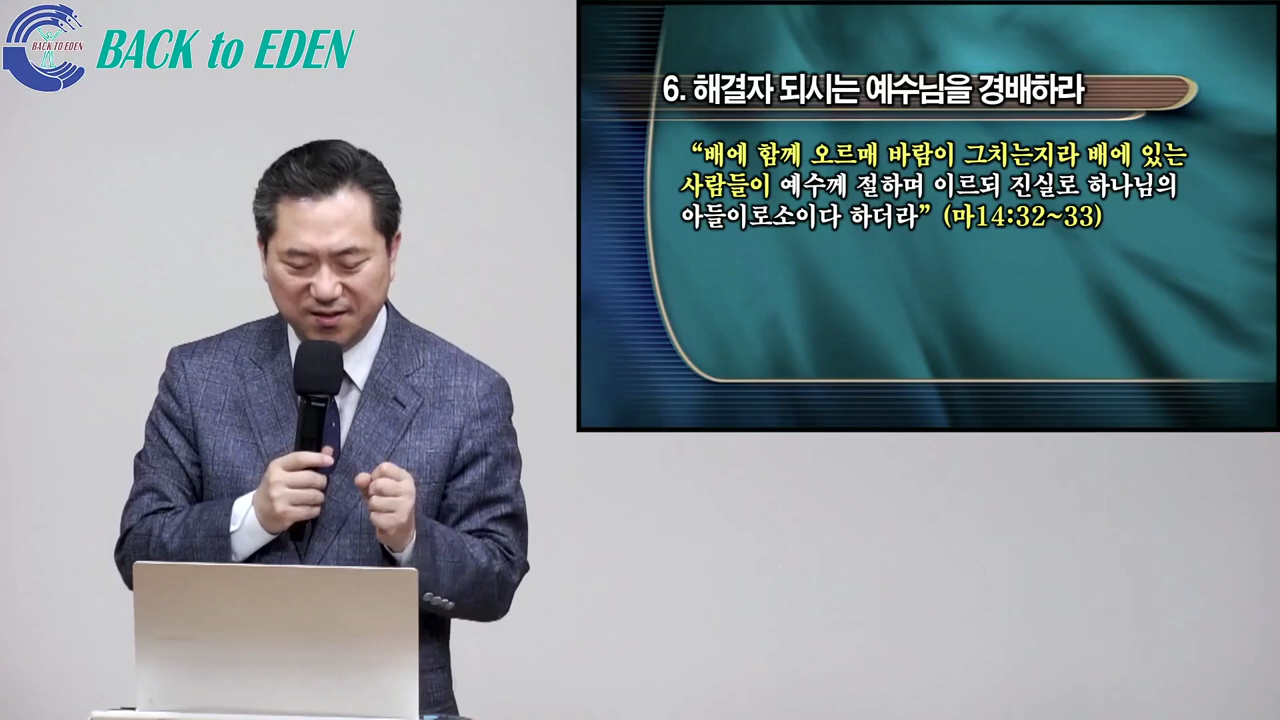 BACK TO EDEN
BACK to EDEN
6. 해결자 되시는 예수님을 경배하라
“배에 함께 오르매 바람이 그치는지라 배에 있는
사람들이 예수께 절하며 이르되 진실로 하나님의
아들이로소이다 하더라” (마14:32~33)